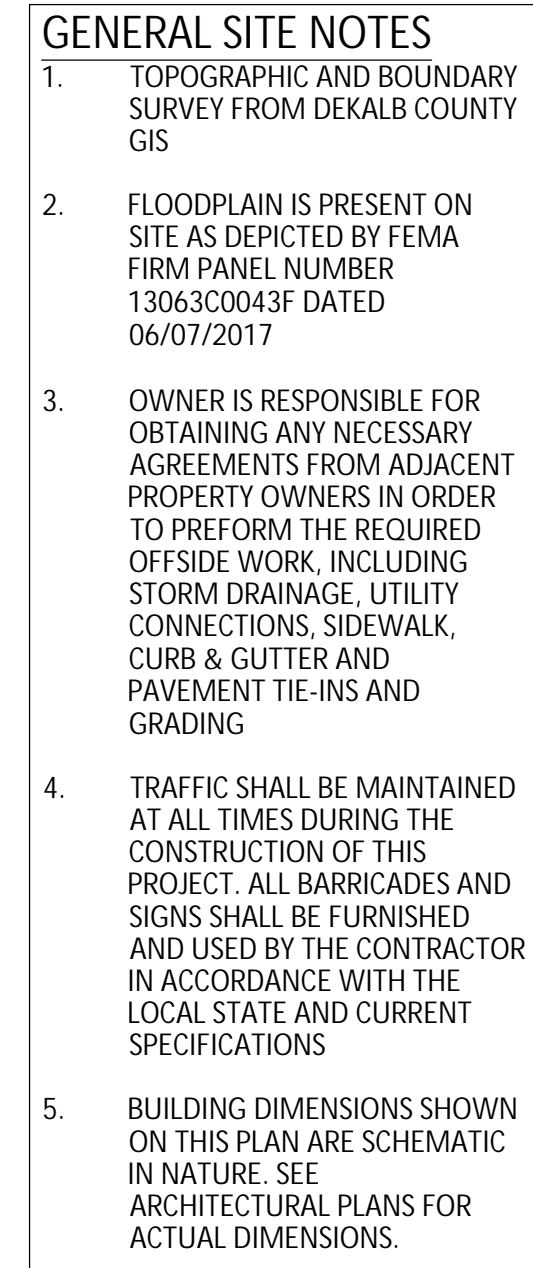 GENERAL SITE NOTES
1. TOPOGRAPHIC AND BOUNDARY
SURVEY FROM DEKALB COUNTY
GIS
2. FLOODPLAIN IS PRESENT ON
SITE AS DEPICTED BY FEMA
FIRM PANEL NUMBER
13063C0043F DATED
06/07/2017
3. OWNER IS RESPONSIBLE FOR
OBTAINING ANY NECESSARY
AGREEMENTS FROM ADJACENT
PROPERTY OWNERS IN ORDER
TO PREFORM THE REQUIRED
OFFSIDE WORK, INCLUDING
STORM DRAINAGE, UTILITY
CONNECTIONS, SIDEWALK,
CURB & GUTTER AND
PAVEMENT TIE-INS AND
GRADING
4. TRAFFIC SHALL BE MAINTAINED
AT ALL TIMES DURING THE
CONSTRUCTION OF THIS
PROJECT. ALL BARRICADES AND
SIGNS SHALL BE FURNISHED
AND USED BY THE CONTRACTOR
IN ACCORDANCE WITH THE
LOCAL STATE AND CURRENT
SPECIFICATIONS
5. BUILDING DIMENSIONS SHOWN
ON THIS PLAN ARE SCHEMATIC
IN NATURE. SEE
ARCHITECTURAL PLANS FOR
ACTUAL DIMENSIONS.